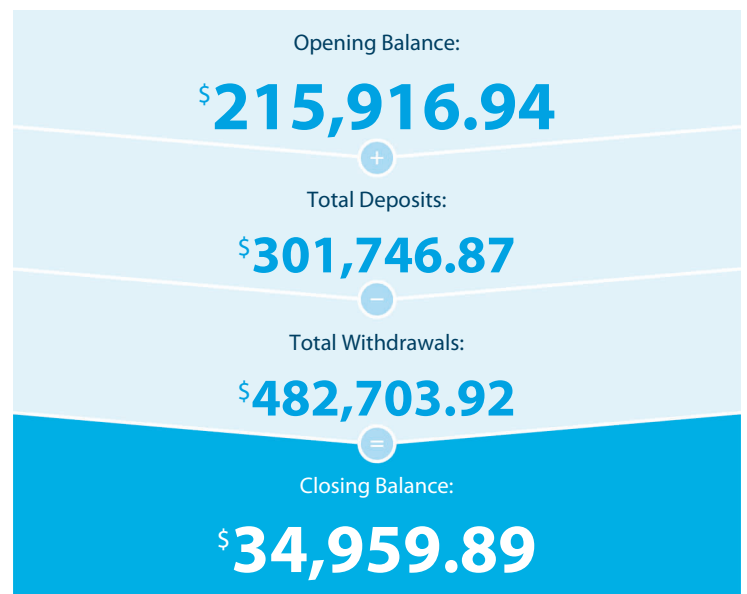 Opening Balance:
$215,916.94
+
Total Deposits:
$301,746.87
−
Total Withdrawals:
$482,703.92
=
Closing Balance:
$34,959.89